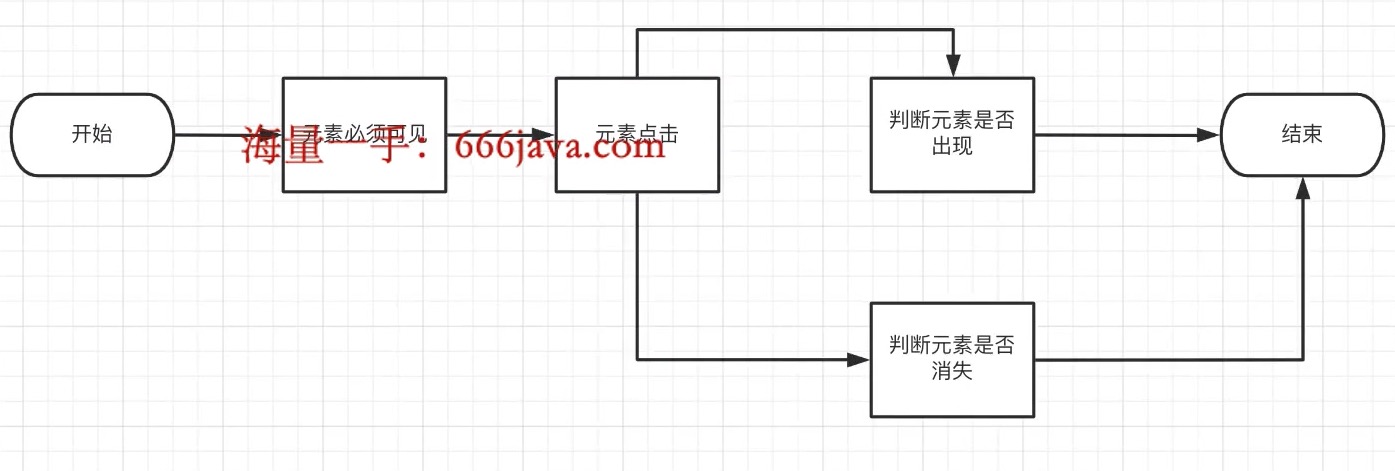 开始
元素必须可见
元素点击
判断元素是否
出现
结束
海量一手：666java.com
判断元素是否
消失